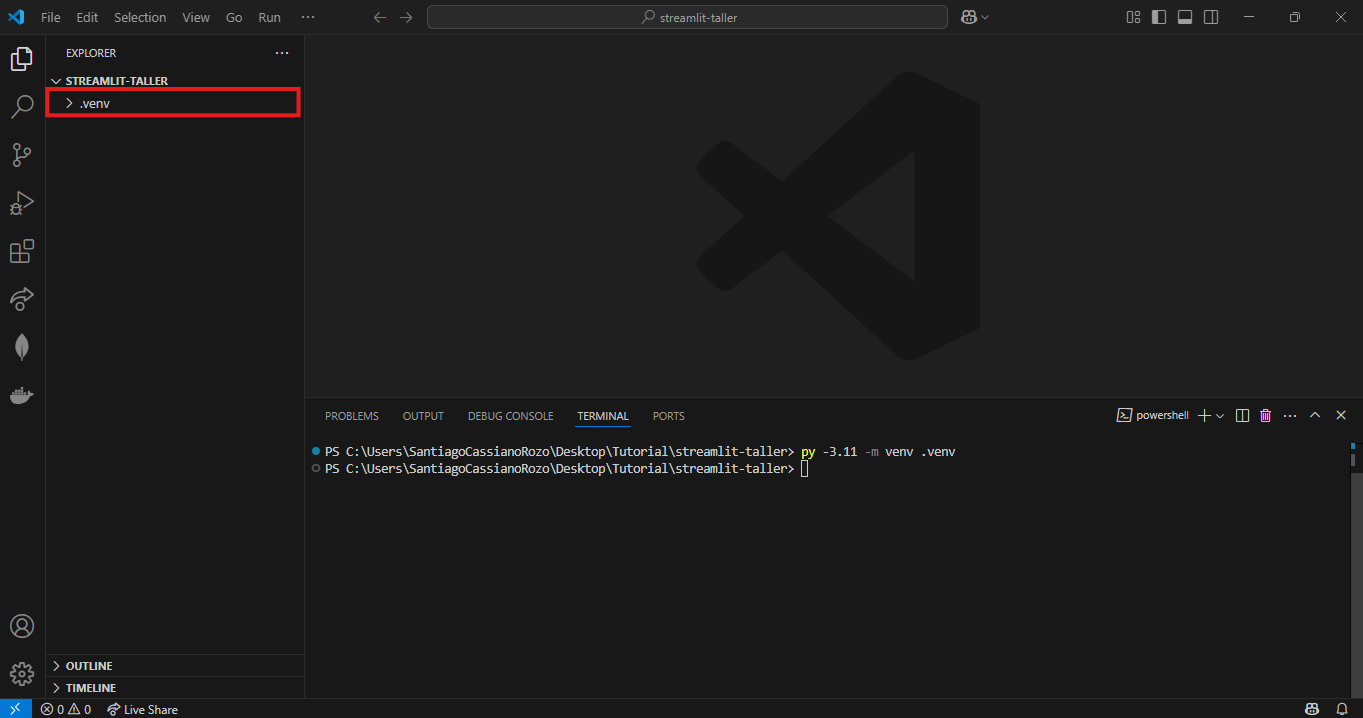 File Edit Selection View Go Run ···
streamlit-taller
EXPLORER
STREAMLIT-TALLER
.venv
PROBLEMS OUTPUT DEBUG CONSOLE TERMINAL PORTS
powershell
PS C:\Users\SantiagoCassianoRozo\Desktop\Tutorial\streamlit-taller> py -3.11 -m venv .venv
PS C:\Users\SantiagoCassianoRozo\Desktop\Tutorial\streamlit-taller>
OUTLINE
TIMELINE
0 0 Live Share